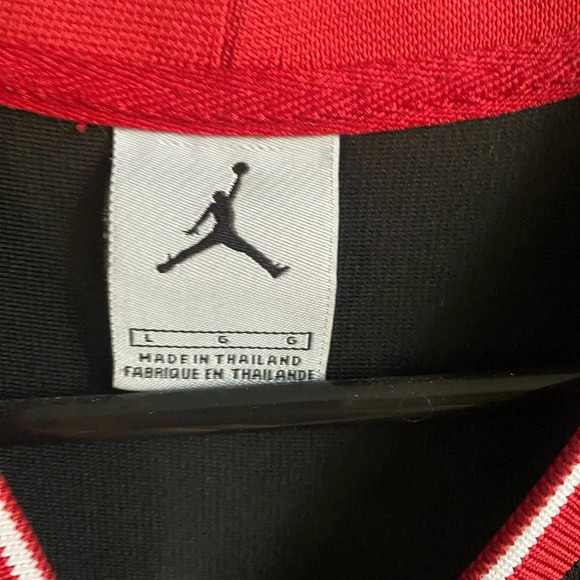 L G G
MADE IN THAILAND
FABRIQUE EN THAILANDE